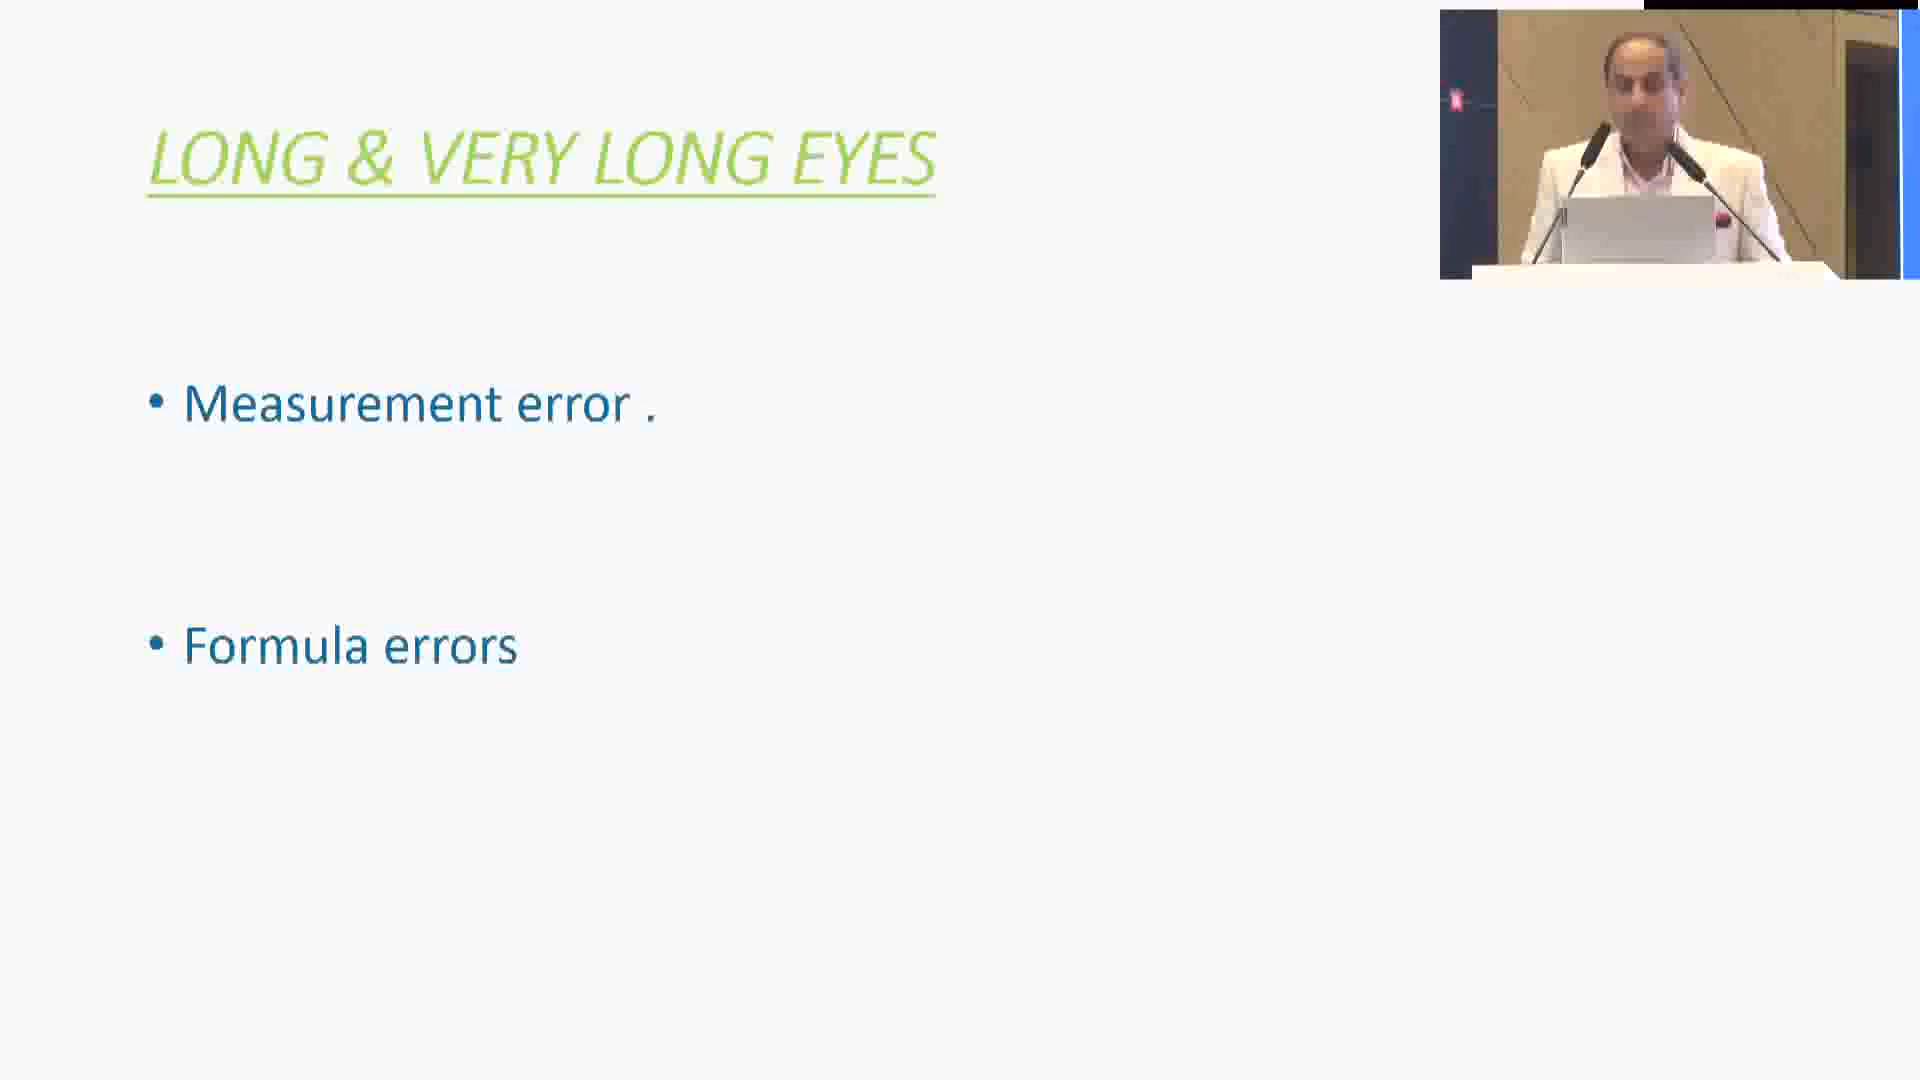 LONG & VERY LONG EYES
• Measurement error .
• Formula errors